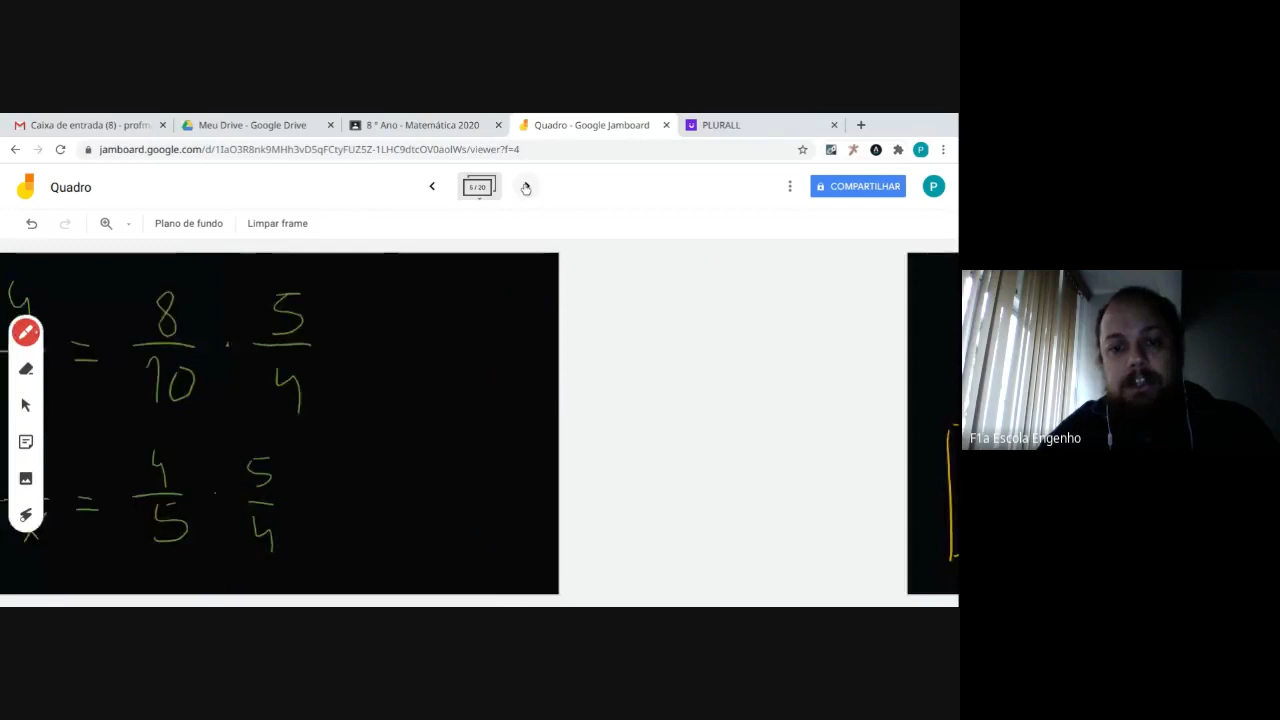 Caixa de entrada (8) - profm.
Meu Drive - Google Drive
8 º Ano - Matemática 2020
Quadro - Google Jamboard
PLURALL
jamboard.google.com/d/1IaO3R8nk9MHh3vD5qFCtyFUZ5Z-1LHC9dtcOV0aolWs/viewer?f=4
Quadro
6 / 20
COMPARTILHAR
P
Plano de fundo
Limpar frame
y
= 8/10 · 5/4
x
= 4/5 · 5/4
F1a Escola Engenho